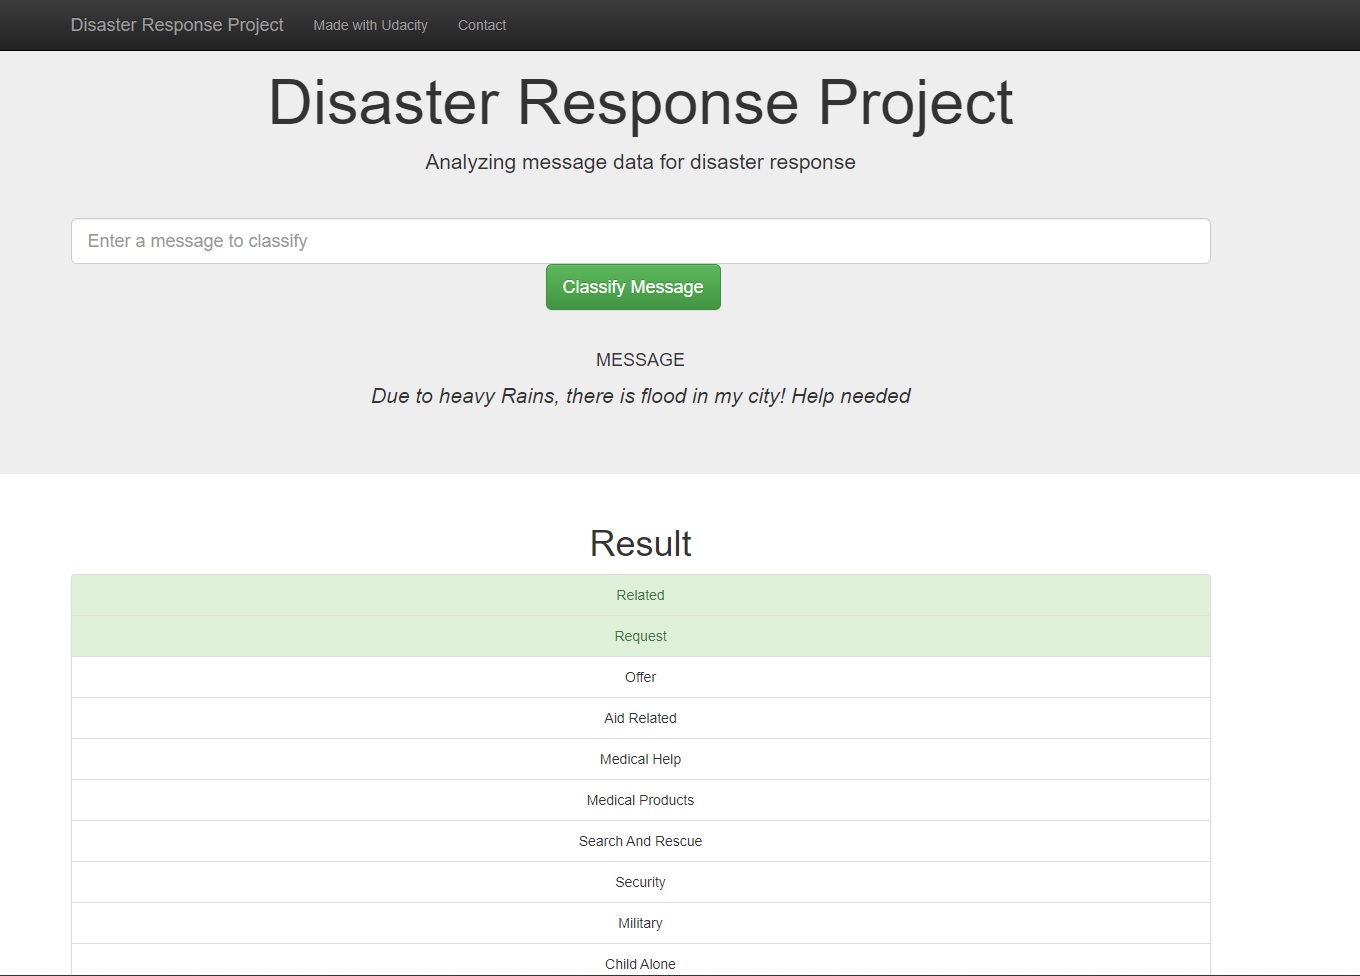 Disaster Response Project Made with Udacity Contact
Disaster Response Project
Analyzing message data for disaster response
Enter a message to classify
Classify Message
MESSAGE
Due to heavy Rains, there is flood in my city! Help needed
Result
Related
Request
Offer
Aid Related
Medical Help
Medical Products
Search And Rescue
Security
Military
Child Alone